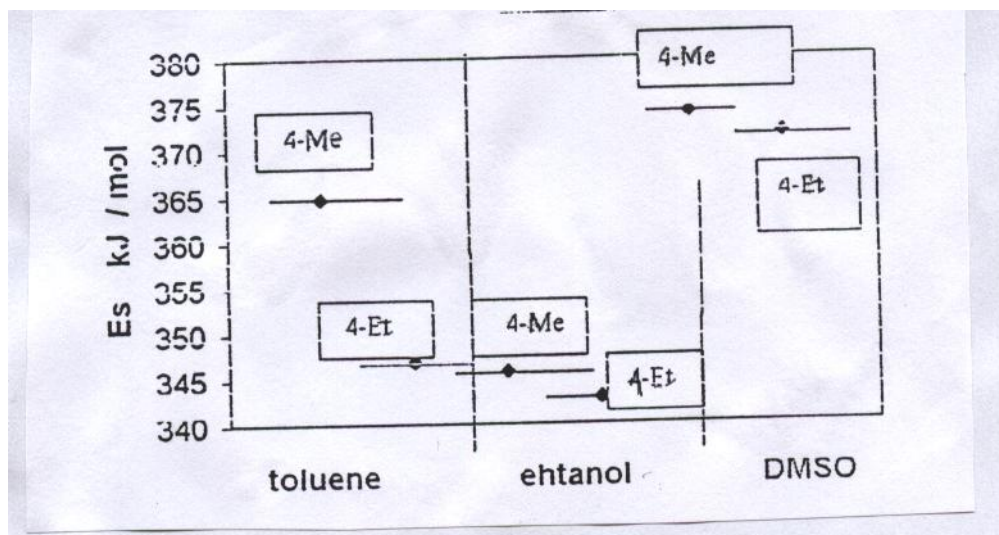 Es kJ / mol
380
375
370
365
360
355
350
345
340
4-Me
4-Et
4-Me
4-Et
4-Me
4-Et
toluene
ehtanol
DMSO